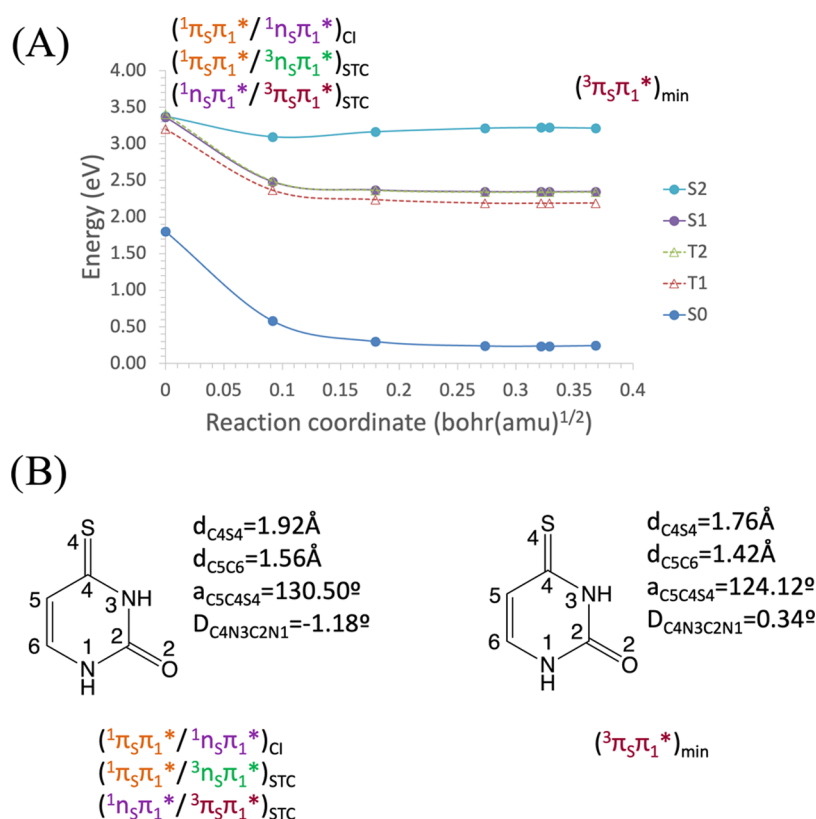 (A)
(¹πₛπ₁*/¹nₛπ₁*)CI
(¹πₛπ₁*/³nₛπ₁*)STC
(¹nₛπ₁*/³πₛπ₁*)STC
(³πₛπ₁*)min
4.00
3.50
3.00
2.50
2.00
1.50
1.00
0.50
0.00
Energy (eV)
0
0.05
0.1
0.15
0.2
0.25
0.3
0.35
0.4
Reaction coordinate (bohr(amu)¹/²)
S2
S1
T2
T1
S0
(B)
S
4
4
5
3
NH
6
1
2
2
N
H
O
dC4S4=1.92Å
dC5C6=1.56Å
aC5C4S4=130.50º
DC4N3C2N1=-1.18º
S
4
4
5
3
NH
6
1
2
2
N
H
O
dC4S4=1.76Å
dC5C6=1.42Å
aC5C4S4=124.12º
DC4N3C2N1=0.34º
(¹πₛπ₁*/¹nₛπ₁*)CI
(¹πₛπ₁*/³nₛπ₁*)STC
(¹nₛπ₁*/³πₛπ₁*)STC
(³πₛπ₁*)min